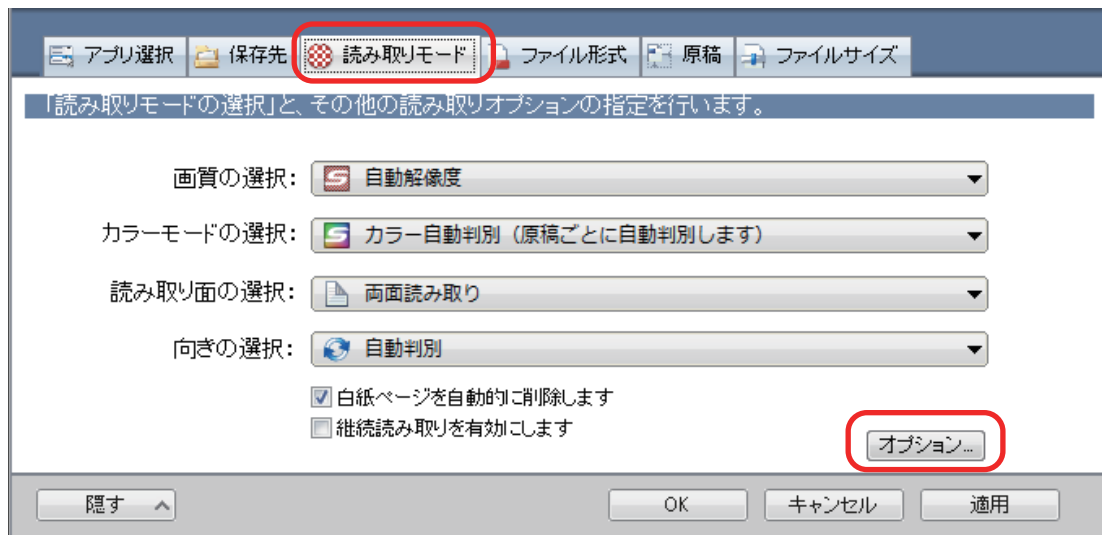 アプリ選択 保存先 読み取りモード ファイル形式 原稿 ファイルサイズ
「読み取りモードの選択」と、その他の読み取りオプションの指定を行います。
画質の選択: 自動解像度
カラーモードの選択: カラー自動判別（原稿ごとに自動判別します）
読み取り面の選択: 両面読み取り
向きの選択: 自動判別
白紙ページを自動的に削除します
継続読み取りを有効にします
オプション...
隠す OK キャンセル 適用